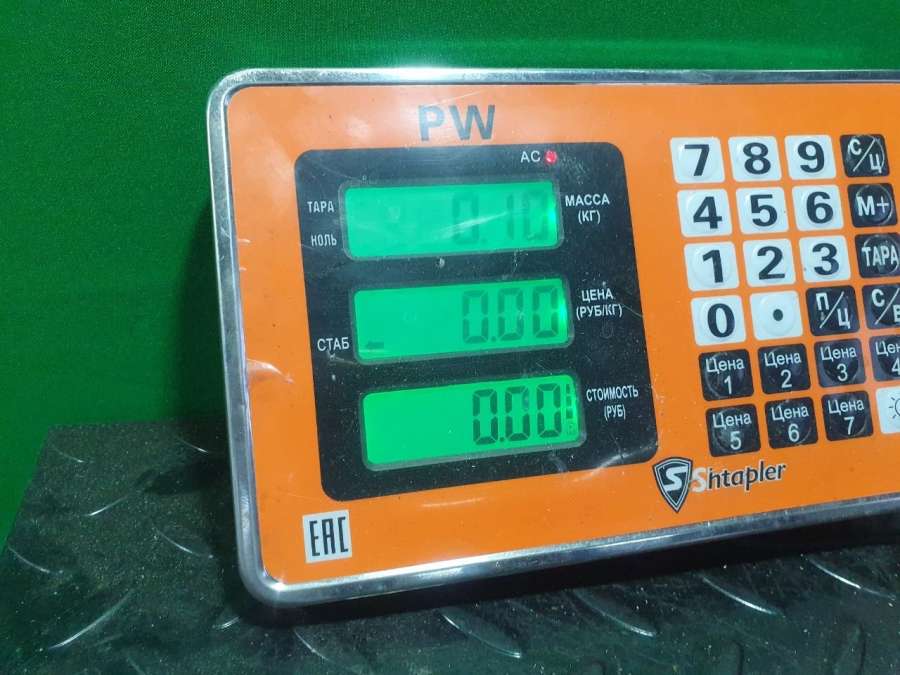 PW
AC
ТАРА
НОЛЬ
0.10
МАССА
(КГ)
0.00
ЦЕНА
(РУБ/КГ)
СТАБ
0.00
СТОИМОСТЬ
(РУБ)
7 8 9 С/Ц
4 5 6 М+
1 2 3 ТАРА
0 . П/Ц
Цена 1 Цена 2 Цена 3
Цена 5 Цена 6 Цена 7
S Shtapler
EAC